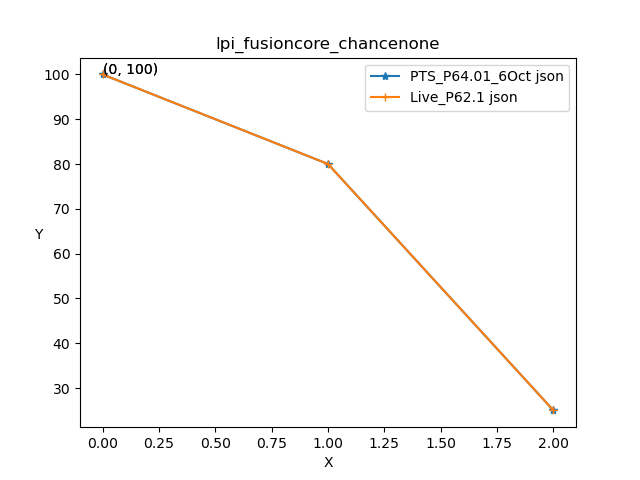 lpi_fusioncore_chancenone
(0, 100)
PTS_P64.01_6Oct json
Live_P62.1 json
100
90
80
70
60
50
40
30
Y
0.00 0.25 0.50 0.75 1.00 1.25 1.50 1.75 2.00
X